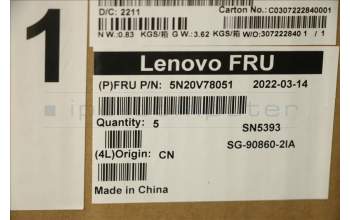 D/C: 2211
Carton No.: C0307222840001
N W.:0.83 KGS/箱 G W.:3.62 KGS/箱 W/O:307222840 1 / 1
1
Lenovo FRU
(P)FRU P/N: 5N20V78051 2022-03-14
Quantity: 5
SN5393
SG-90860-2IA
(4L)Origin: CN
Made in China